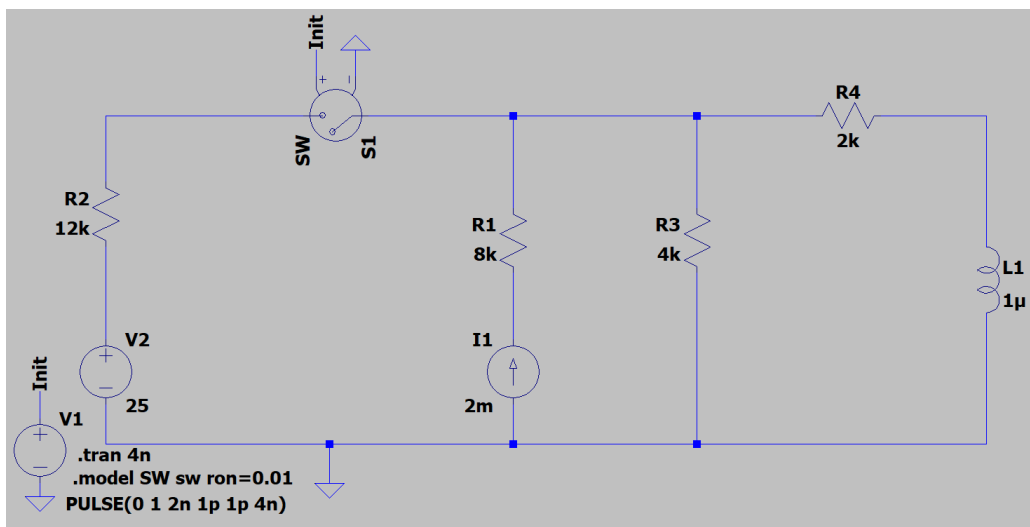 Init
+ −
SW
S1
R4
2k
R2
12k
R1
8k
R3
4k
L1
1µ
V2
+
−
25
I1
2m
Init
V1
+
−
.tran 4n
.model SW sw ron=0.01
PULSE(0 1 2n 1p 1p 4n)